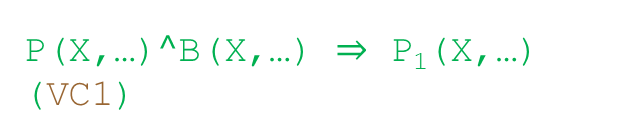 P(X,…)^B(X,…) ⇒ P₁(X,…)
(VC1)